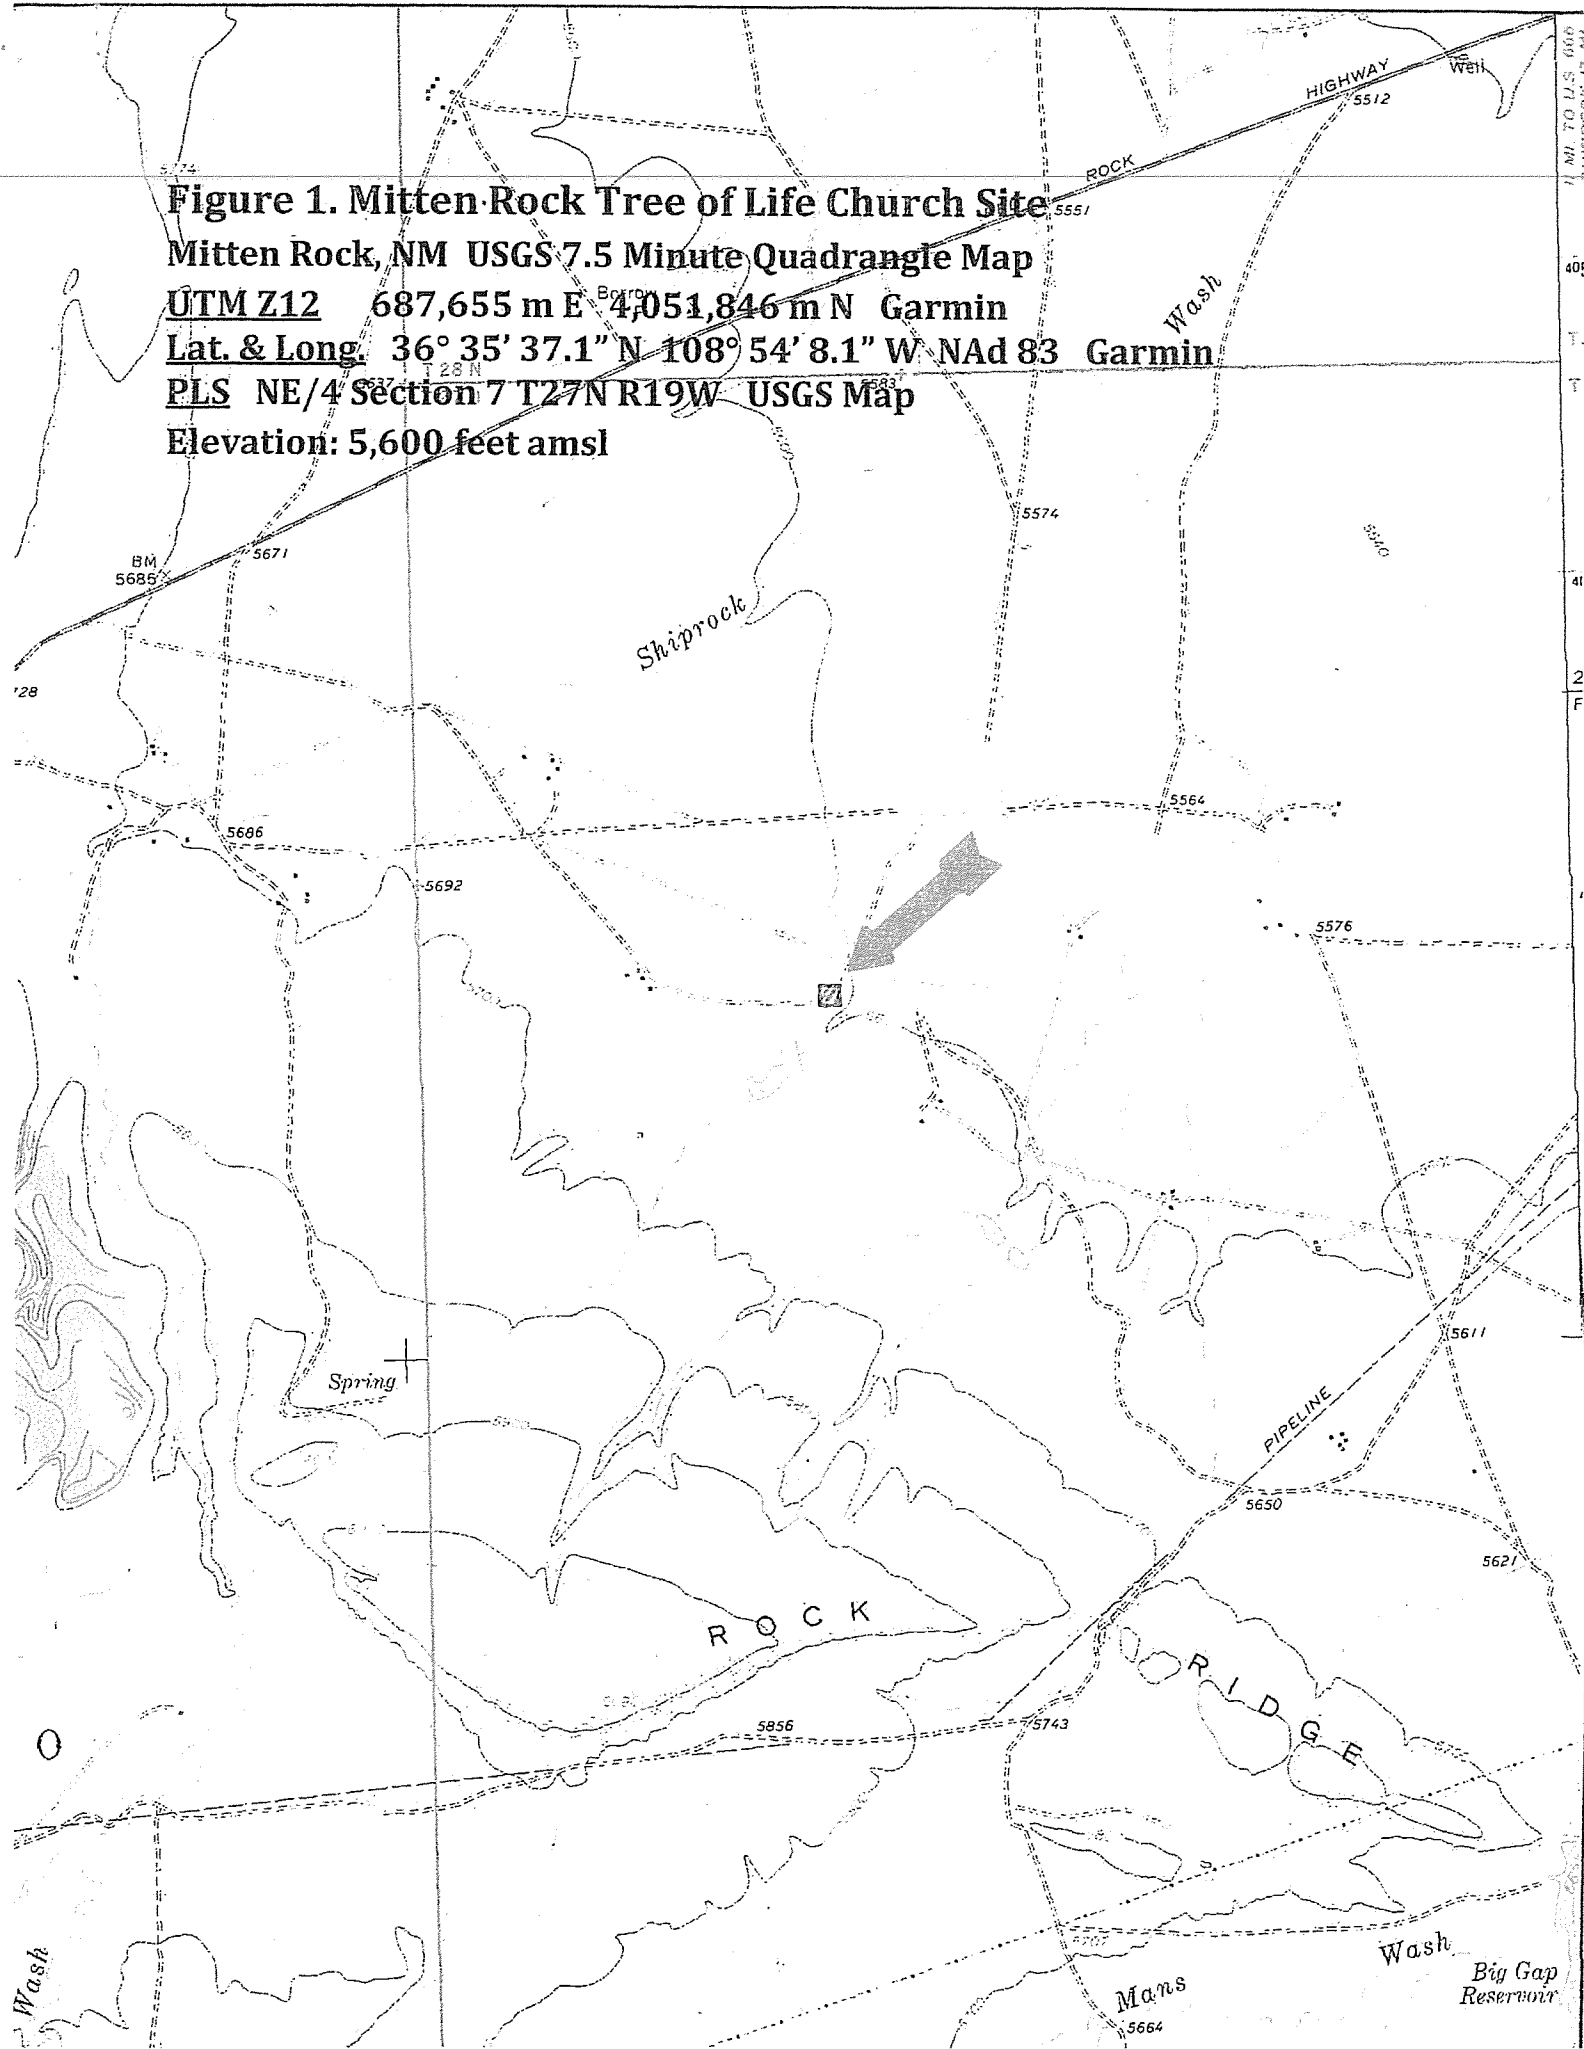 HIGHWAY
Well
5512
ROCK
5551
Figure 1. Mitten Rock Tree of Life Church Site
Mitten Rock, NM USGS 7.5 Minute Quadrangle Map
UTM Z12 687,655 m E 4,051,846 m N Garmin
Lat. & Long. 36° 35’ 37.1” N 108° 54’ 8.1” W NAd 83 Garmin
PLS NE/4 Section 7 T27N R19W USGS Map
Elevation: 5,600 feet amsl
T 28 N
Wash
5574
5671
BM
5685
5540
Shiprock
5564
5686
5692
5576
Spring
5611
PIPELINE
5650
5621
ROCK
RIDGE
5856
5743
Wash
Wash
Big Gap
Reservoir
Mans
5664